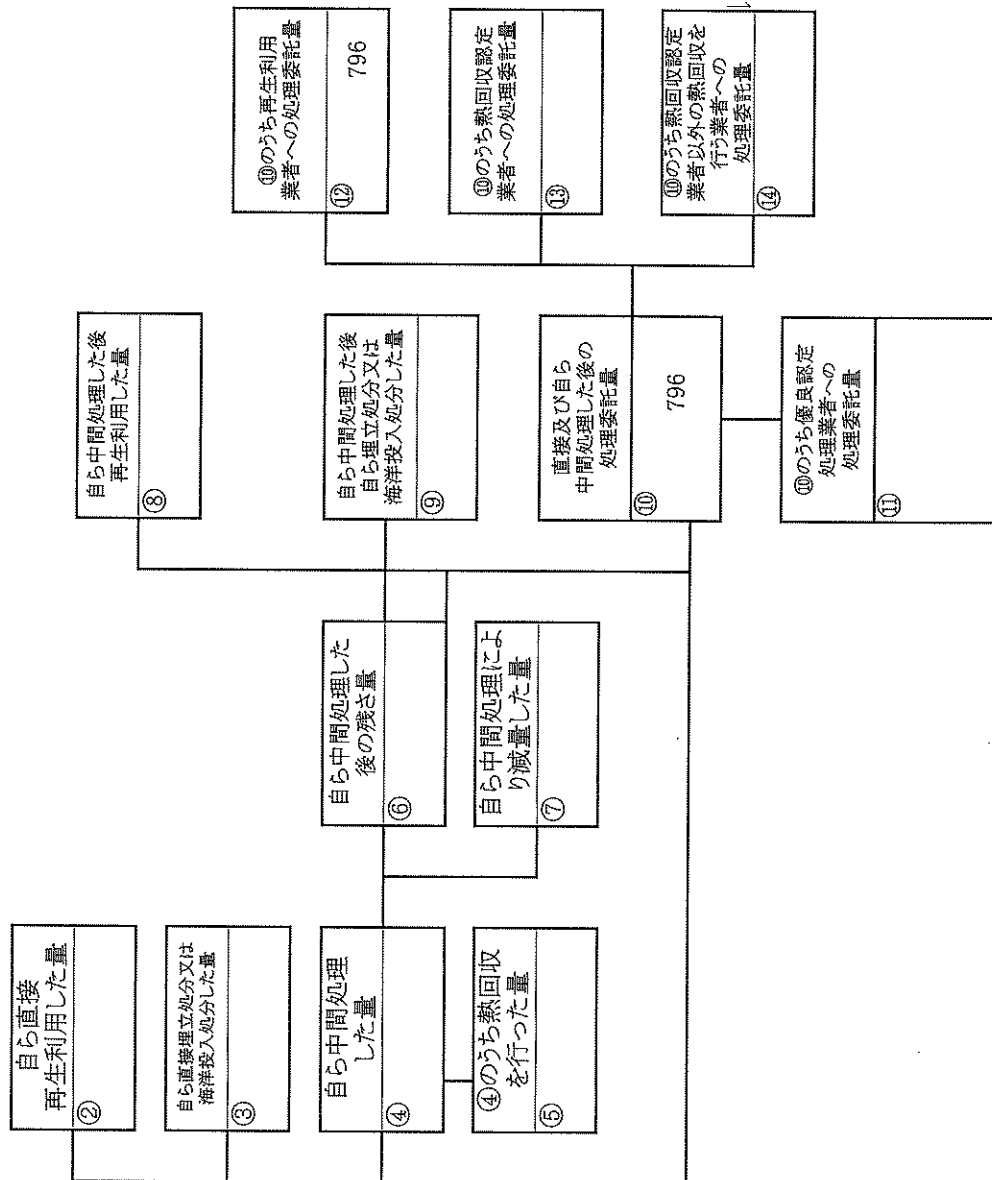 自ら直接
再生利用した量
②
自ら直接埋立処分又は
海洋投入処分した量
③
自ら中間処理
した量
④
④のうち熱回収
を行った量
⑤
自ら中間処理した
後の残さ量
⑥
自ら中間処理によ
り減量した量
⑦
自ら中間処理した後
再生利用した量
⑧
自ら中間処理した後
自ら埋立処分又は
海洋投入処分した量
⑨
直接及び自ら
中間処理した後の
処理委託量
⑩
796
⑩のうち優良認定
処理業者への
処理委託量
⑪
⑩のうち再生利用
業者への処理委託量
⑫
796
⑩のうち熱回収認定
業者への処理委託量
⑬
⑩のうち熱回収認定
業者以外の熱回収を
行う業者への
処理委託量
⑭